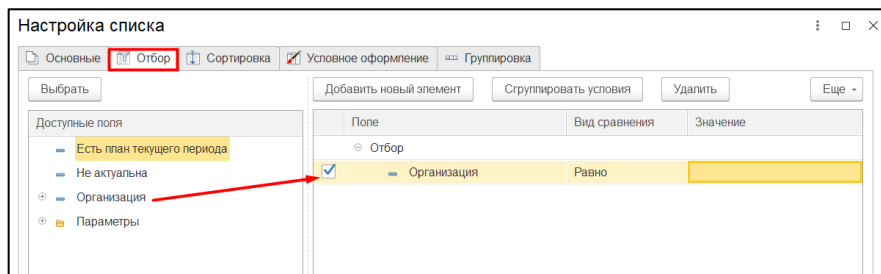 Настройка списка
Основные Отбор Сортировка Условное оформление Группировка
Выбрать Добавить новый элемент Сгруппировать условия Удалить Еще
Доступные поля Поле Вид сравнения Значение
Есть план текущего периода Отбор
Не актуальна Организация Равно
Организация
Параметры